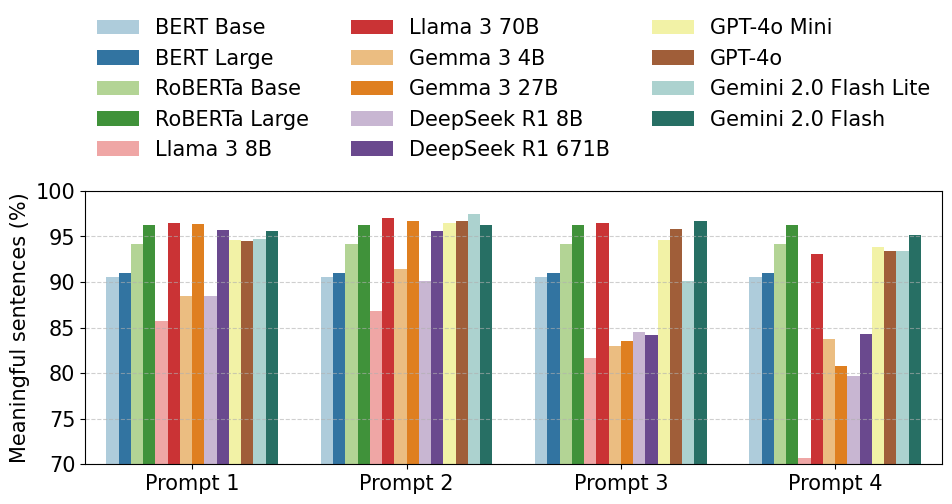 BERT Base
BERT Large
RoBERTa Base
RoBERTa Large
Llama 3 8B
Llama 3 70B
Gemma 3 4B
Gemma 3 27B
DeepSeek R1 8B
DeepSeek R1 671B
GPT-4o Mini
GPT-4o
Gemini 2.0 Flash Lite
Gemini 2.0 Flash
Meaningful sentences (%)
100
95
90
85
80
75
70
Prompt 1
Prompt 2
Prompt 3
Prompt 4